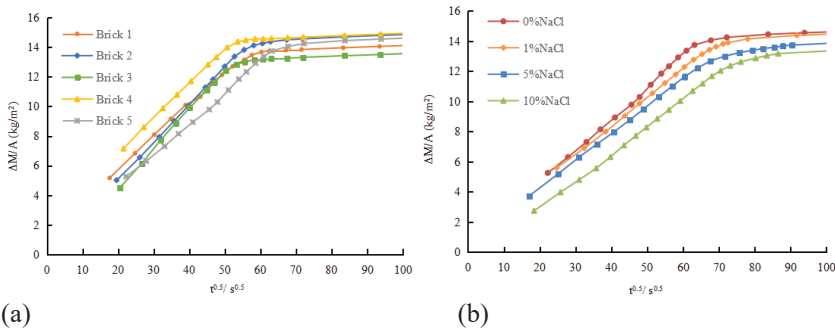 16
14
12
10
8
6
4
2
0
ΔM/A (kg/m²)
Brick 1
Brick 2
Brick 3
Brick 4
Brick 5
0 10 20 30 40 50 60 70 80 90 100
t^0.5/ s^0.5
(a)
16
14
12
10
8
6
4
2
0
ΔM/A (kg/m²)
0%NaCl
1%NaCl
5%NaCl
10%NaCl
0 10 20 30 40 50 60 70 80 90 100
t^0.5/ s^0.5
(b)